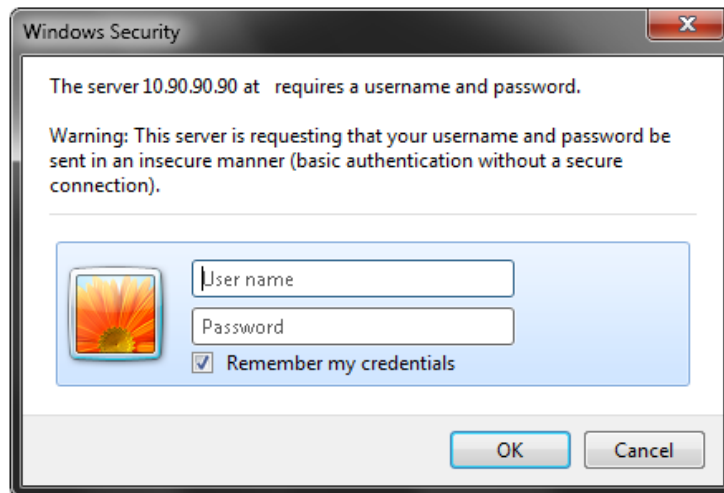 Windows Security
The server 10.90.90.90 at   requires a username and password.
Warning: This server is requesting that your username and password be
sent in an insecure manner (basic authentication without a secure
connection).
User name
Password
Remember my credentials
OK Cancel